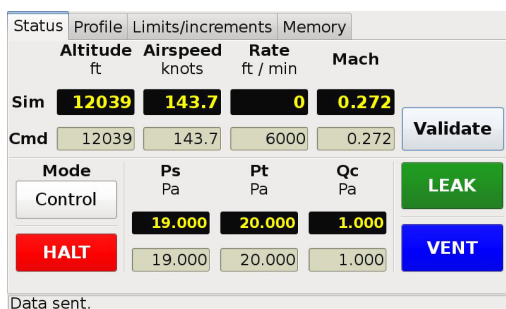 Status Profile Limits/increments Memory
Altitude Airspeed Rate Mach
ft knots ft / min
Sim 12039 143.7 0 0.272
Cmd 12039 143.7 6000 0.272 Validate
Mode Ps Pt Qc
Pa Pa Pa
Control LEAK
19.000 20.000 1.000
HALT VENT
19.000 20.000 1.000
Data sent.